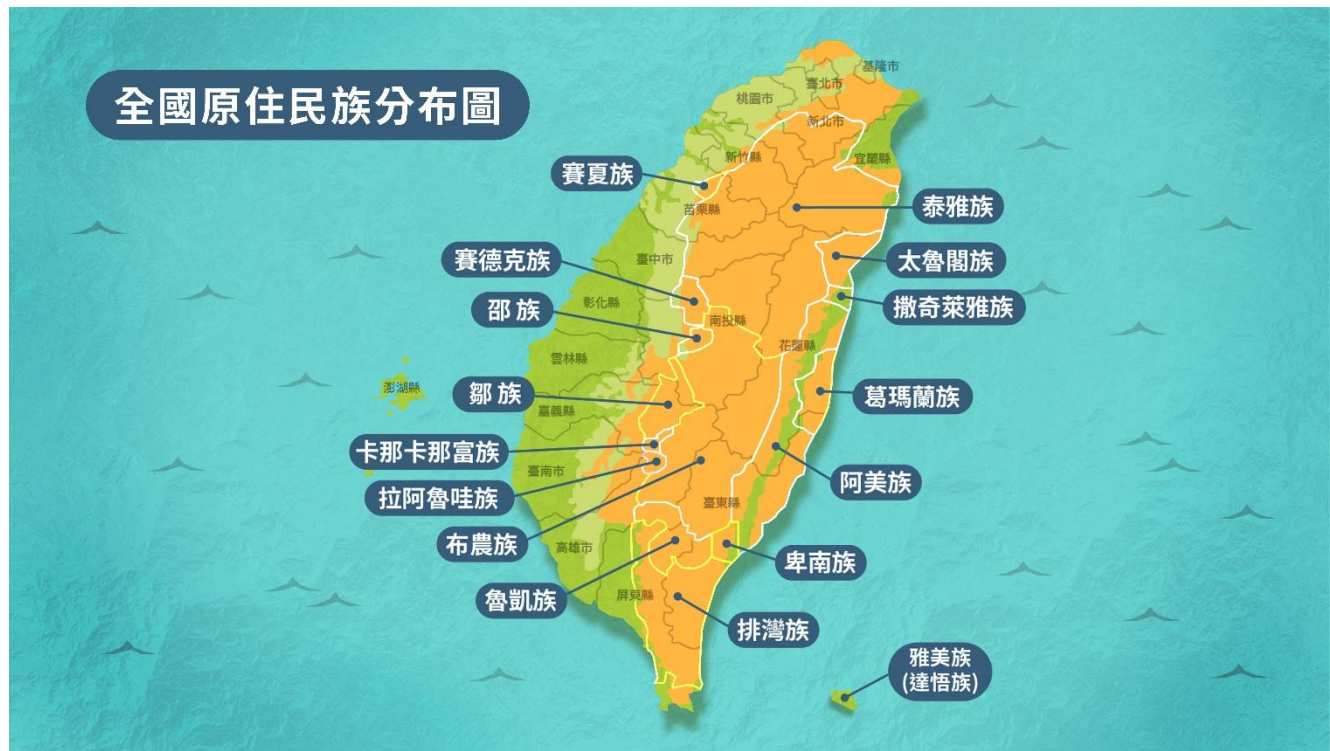 全國原住民族分布圖
基隆市
臺北市
桃園市
新北市
新竹縣
宜蘭縣
賽夏族
苗栗縣
泰雅族
賽德克族
臺中市
太魯閣族
邵族
彰化縣
撒奇萊雅族
南投縣
花蓮縣
雲林縣
澎湖縣
鄒族
嘉義縣
葛瑪蘭族
卡那卡那富族
臺南市
阿美族
拉阿魯哇族
臺東縣
布農族
高雄市
卑南族
魯凱族
屏東縣
排灣族
雅美族
(達悟族)